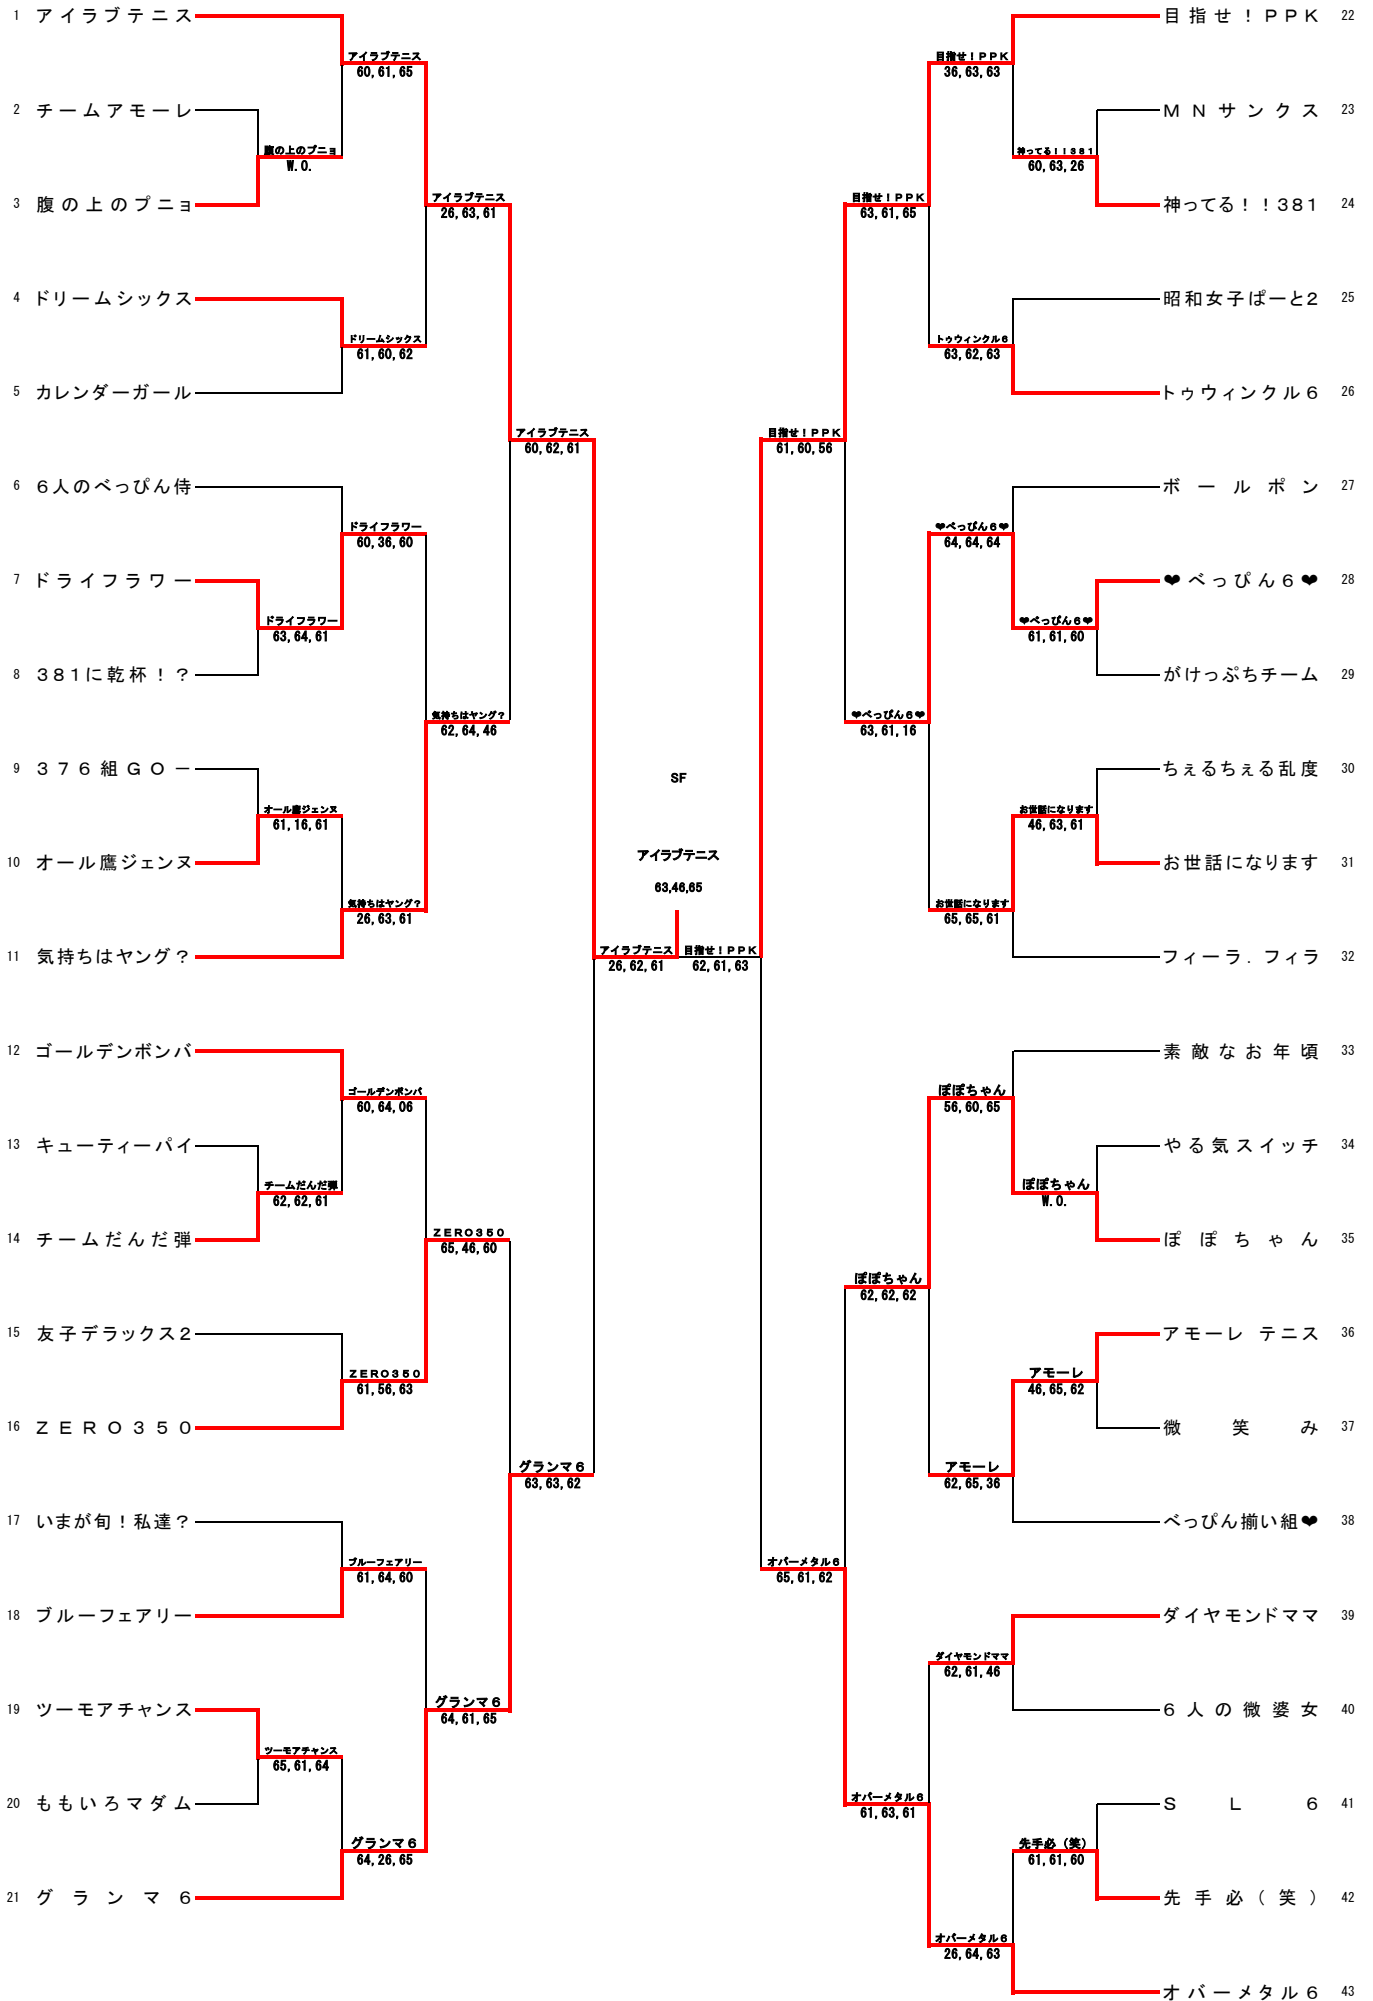 1 アイラブテニス
アイラブテニス
60, 61, 65
2 チームアモーレ
腹の上のプニョ
W. O.
3 腹の上のプニョ
アイラブテニス
26, 63, 61
4 ドリームシックス
ドリームシックス
61, 60, 62
5 カレンダーガール
アイラブテニス
60, 62, 61
6 6人のべっぴん侍
ドライフラワー
60, 36, 60
7 ドライフラワー
ドライフラワー
63, 64, 61
8 381に乾杯！？
気持ちはヤング？
62, 64, 46
9 376組GOー
オール鷹ジェンヌ
61, 16, 61
10 オール鷹ジェンヌ
気持ちはヤング？
26, 63, 61
11 気持ちはヤング？
アイラブテニス
26, 62, 61
12 ゴールデンボンバ
ゴールデンボンバ
60, 64, 06
13 キューティーパイ
チームだんだ弾
62, 62, 61
14 チームだんだ弾
ZERO350
65, 46, 60
15 友子デラックス2
ZERO350
61, 56, 63
16 ZERO350
グランマ6
63, 63, 62
17 いまが旬！私達？
ブルーフェアリー
61, 64, 60
18 ブルーフェアリー
グランマ6
64, 61, 65
19 ツーモアチャンス
ツーモアチャンス
65, 61, 64
20 ももいろマダム
グランマ6
64, 26, 65
21 グランマ6
SF
アイラブテニス
63,46,65
目指せ！PPK 22
目指せ！PPK
36, 63, 63
MNサンクス 23
神ってる！！381
60, 63, 26
神ってる！！381 24
目指せ！PPK
63, 61, 65
昭和女子ぱーと2 25
トゥウィンクル6
63, 62, 63
トゥウィンクル6 26
目指せ！PPK
61, 60, 56
ボールポン 27
❤べっぴん6❤
64, 64, 64
❤べっぴん6❤ 28
❤べっぴん6❤
61, 61, 60
がけっぷちチーム 29
❤べっぴん6❤
63, 61, 16
ちぇるちぇる乱度 30
お世話になります
46, 63, 61
お世話になります 31
お世話になります
65, 65, 61
フィーラ．フィラ 32
目指せ！PPK
62, 61, 63
素敵なお年頃 33
ぽぽちゃん
56, 60, 65
やる気スイッチ 34
ぽぽちゃん
W. O.
ぽぽちゃん 35
ぽぽちゃん
62, 62, 62
アモーレ テニス 36
アモーレ
46, 65, 62
微笑み 37
アモーレ
62, 65, 36
べっぴん揃い組❤ 38
オバーメタル6
65, 61, 62
ダイヤモンドママ 39
ダイヤモンドママ
62, 61, 46
6人の微婆女 40
オバーメタル6
61, 63, 61
SL6 41
先手必（笑）
61, 61, 60
先手必（笑） 42
オバーメタル6
26, 64, 63
オバーメタル6 43